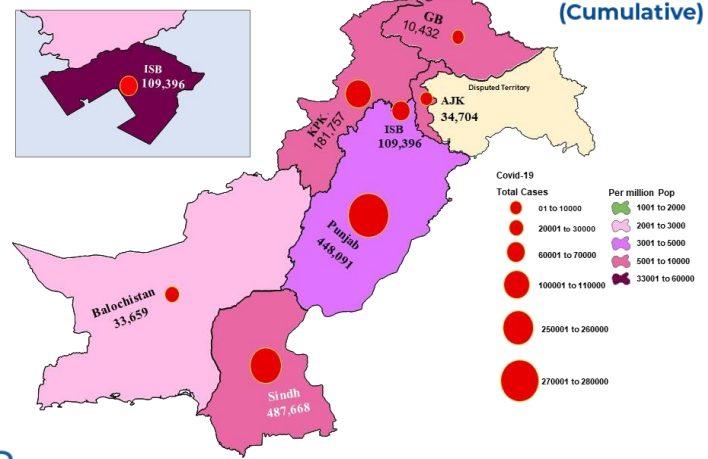 (Cumulative)
GB
10,432
ISB
109,396
Disputed Territory
AJK
34,704
KPK
181,757
ISB
109,396
Punjab
448,091
Balochistan
33,659
Sindh
487,668
Covid-19
Total Cases
01 to 10000
20001 to 30000
60001 to 70000
100001 to 110000
250001 to 260000
270001 to 280000
Per million Pop
1001 to 2000
2001 to 3000
3001 to 5000
5001 to 10000
33001 to 60000